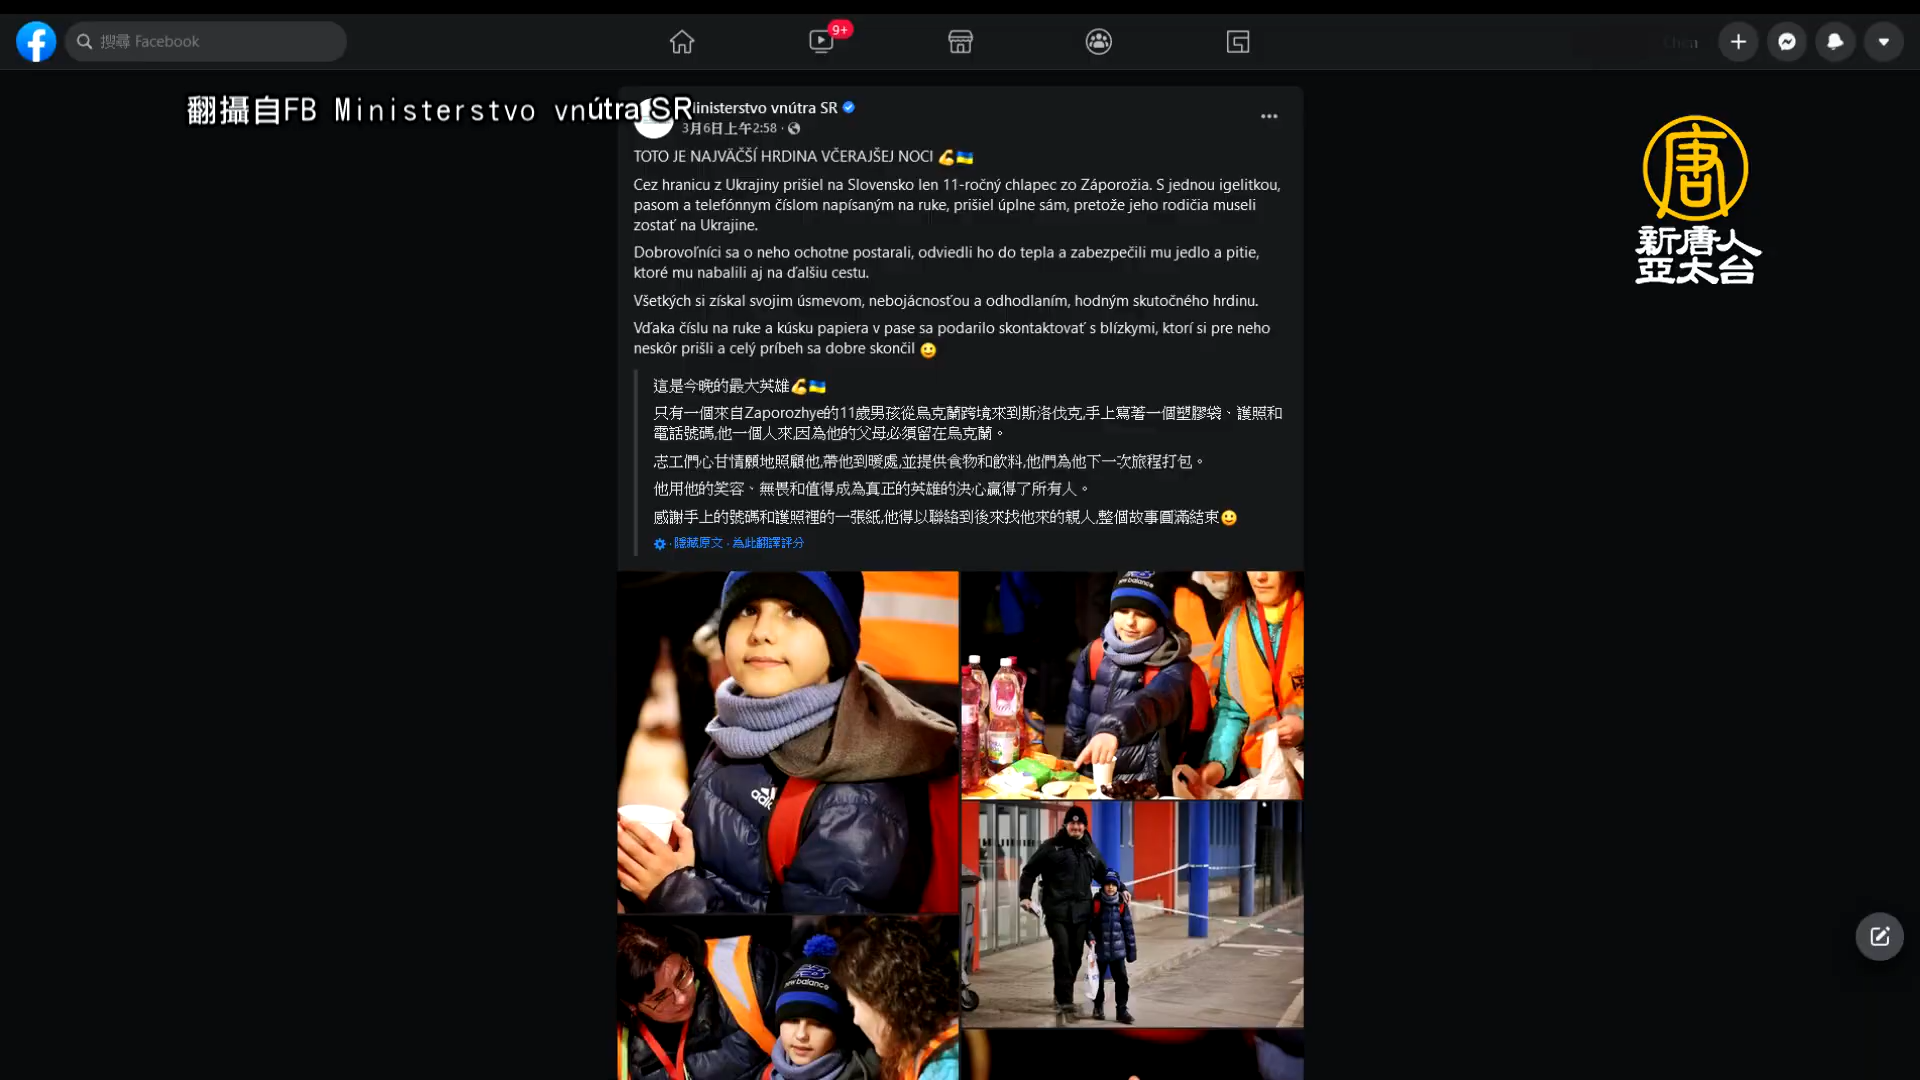 搜尋 Facebook
9+
翻攝自FB Ministerstvo vnútra SR
Ministerstvo vnútra SR
3月6日上午2:58 ·
TOTO JE NAJVÄČŠÍ HRDINA VČERAJŠEJ NOCI 💪🇺🇦
Cez hranicu z Ukrajiny prišiel na Slovensko len 11-ročný chlapec zo Záporožia. S jednou igelitkou,
pasom a telefónnym číslom napísaným na ruke, prišiel úplne sám, pretože jeho rodičia museli
zostať na Ukrajine.
Dobrovoľníci sa o neho ochotne postarali, odviedli ho do tepla a zabezpečili mu jedlo a pitie,
ktoré mu nabalili aj na ďalšiu cestu.
Všetkých si získal svojim úsmevom, nebojácnosťou a odhodlaním, hodným skutočného hrdinu.
Vďaka číslu na ruke a kúsku papiera v pase sa podarilo skontaktovať s blízkymi, ktorí si pre neho
neskôr prišli a celý príbeh sa dobre skončil 🙂
這是今晚的最大英雄💪🇺🇦
只有一個來自Zaporozhye的11歲男孩從烏克蘭跨境來到斯洛伐克,手上寫著一個塑膠袋、護照和
電話號碼,他一個人來,因為他的父母必須留在烏克蘭。
志工們心甘情願地照顧他,帶他到暖處,並提供食物和飲料,他們為他下一次旅程打包。
他用他的笑容、無畏和值得成為真正的英雄的決心贏得了所有人。
感謝手上的號碼和護照裡的一張紙,他得以聯絡到後來找他來的親人,整個故事圓滿結束🙂
· 隱藏原文 · 為此翻譯評分
唐
新唐人
亞太台
adidas
new balance
new balance